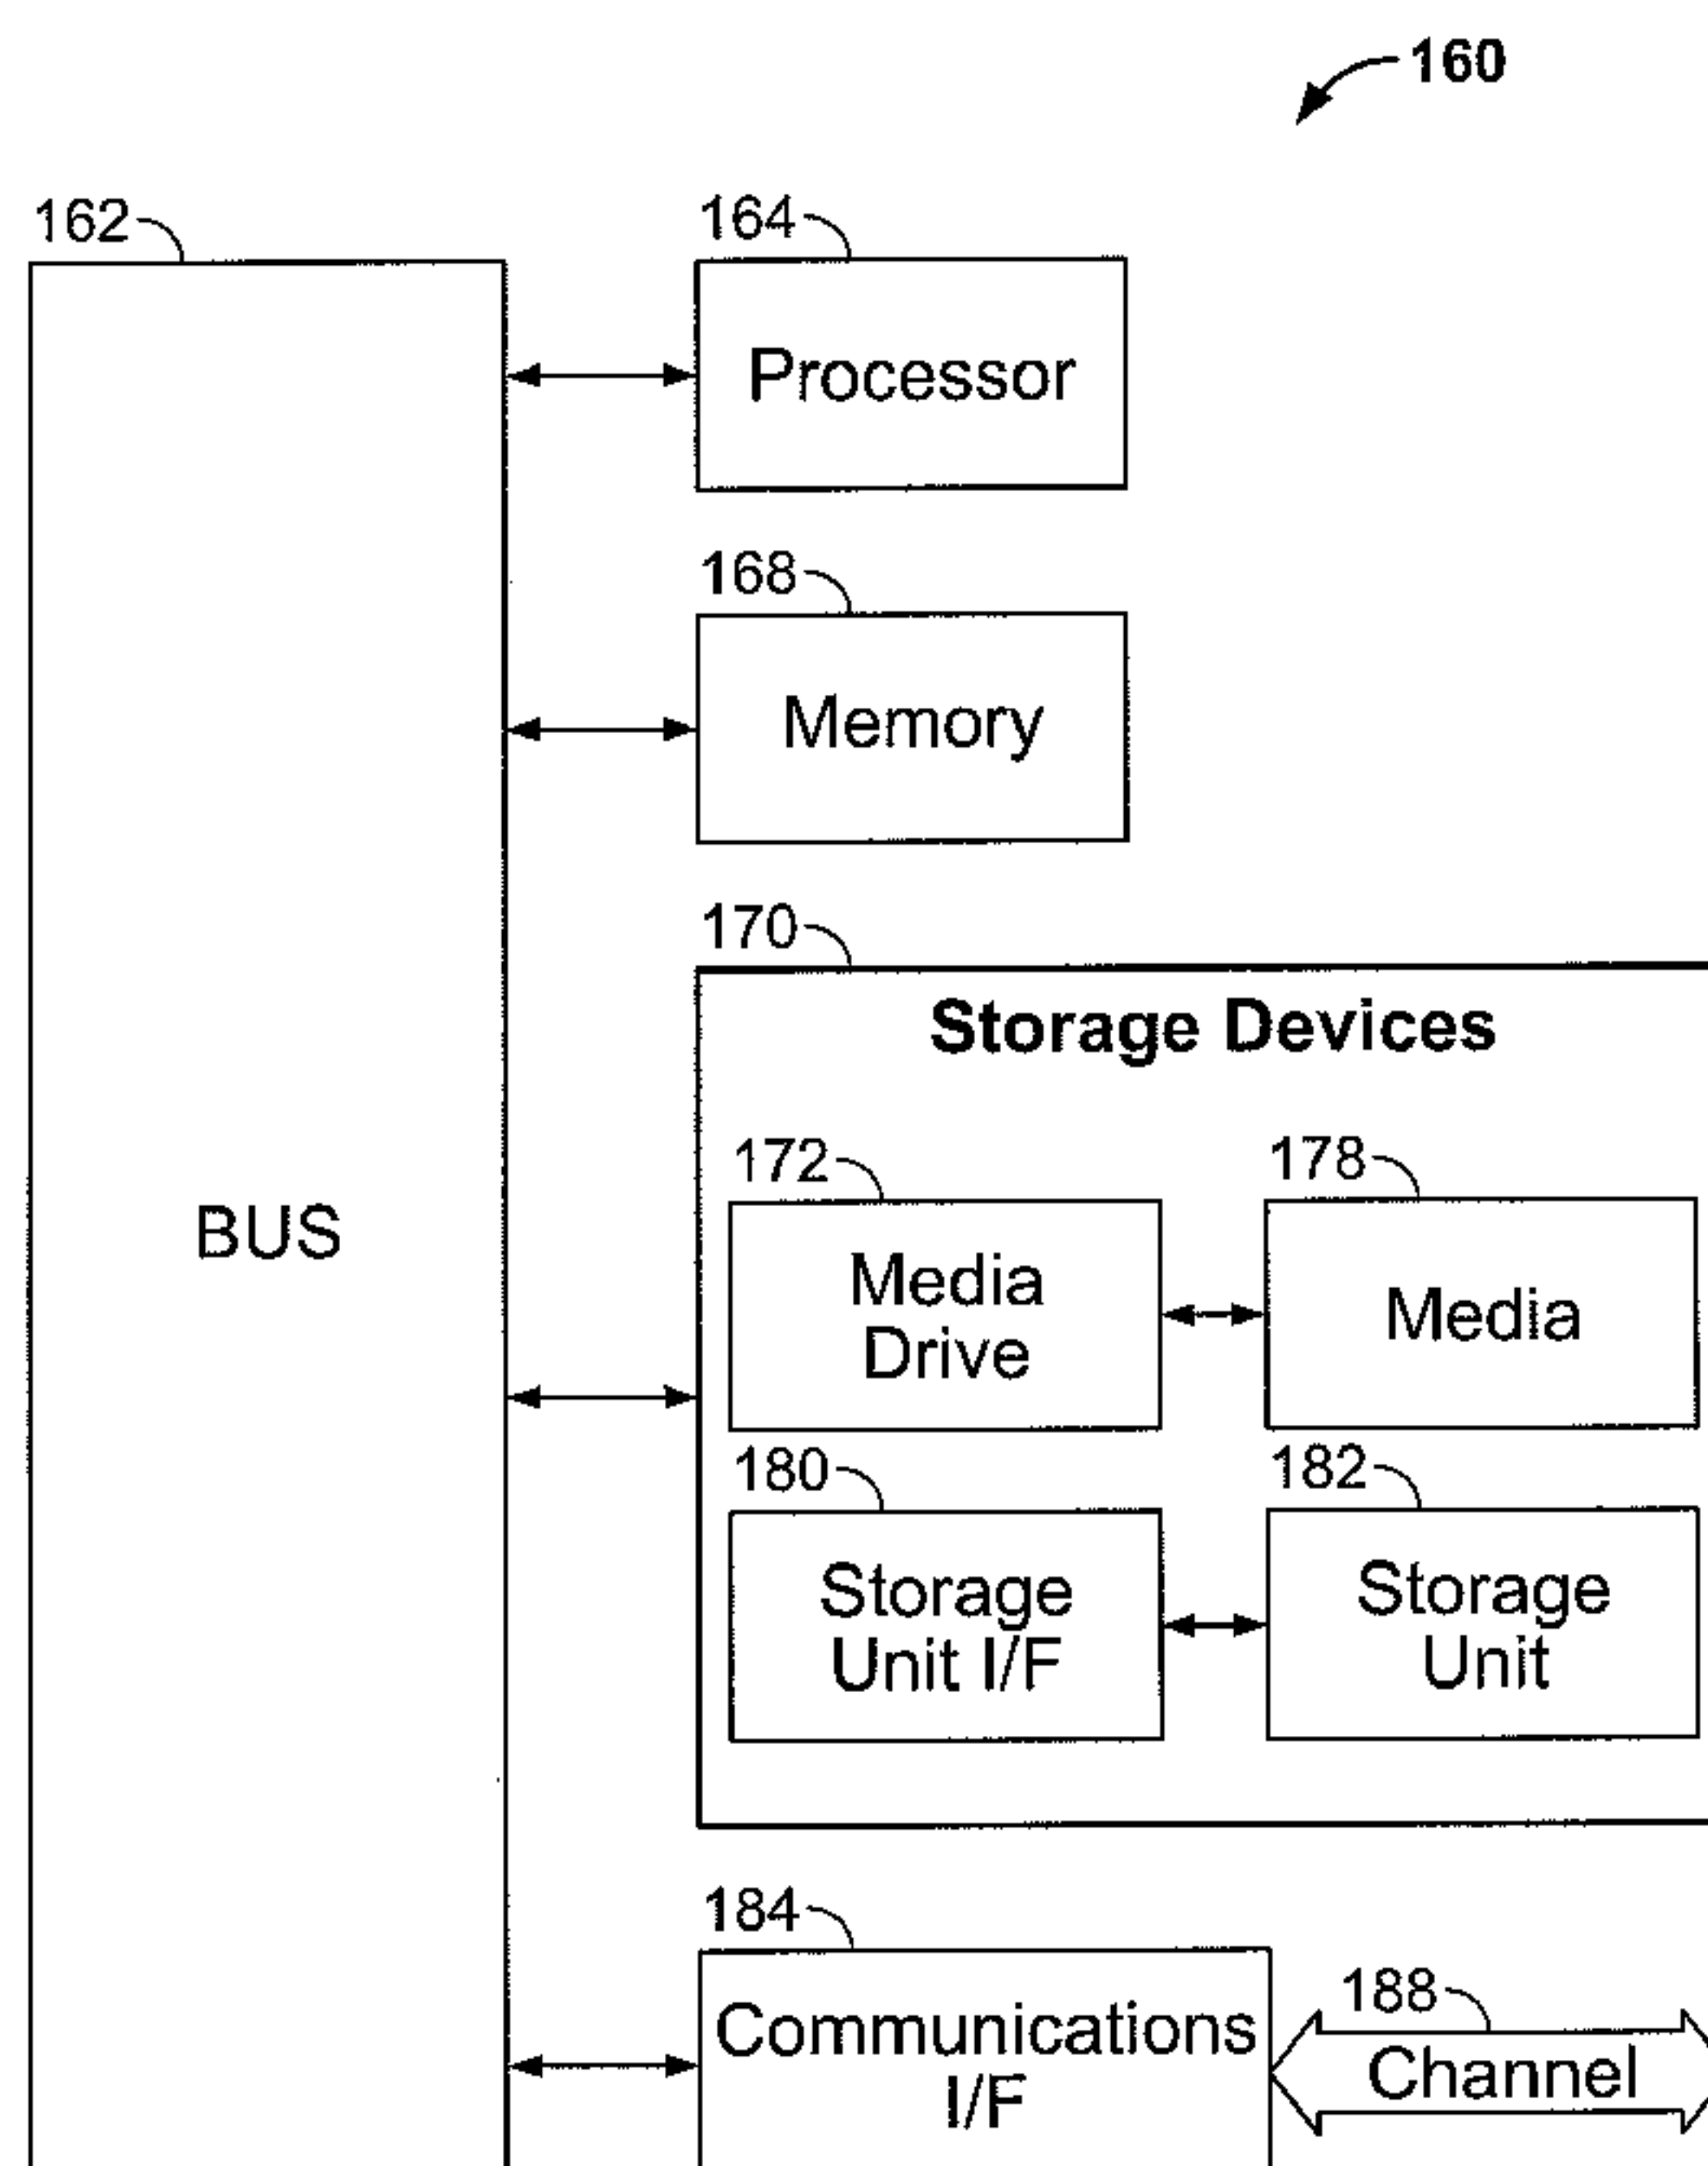 160
162
164
Processor
168
Memory
170
Storage Devices
BUS
172
178
Media
Drive
Media
180
182
Storage
Unit I/F
Storage
Unit
184
Communications
I/F
188
Channel